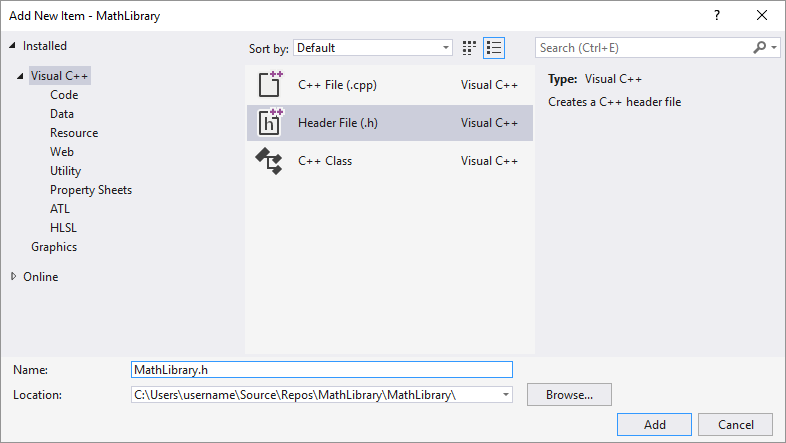 Add New Item - MathLibrary
?
Installed
Sort by: Default
Search (Ctrl+E)
Visual C++
Code
Data
Resource
Web
Utility
Property Sheets
ATL
HLSL
Graphics
Online
C++ File (.cpp) Visual C++
Header File (.h) Visual C++
C++ Class Visual C++
Type: Visual C++
Creates a C++ header file
Name: MathLibrary.h
Location: C:\Users\username\Source\Repos\MathLibrary\MathLibrary\
Browse...
Add Cancel